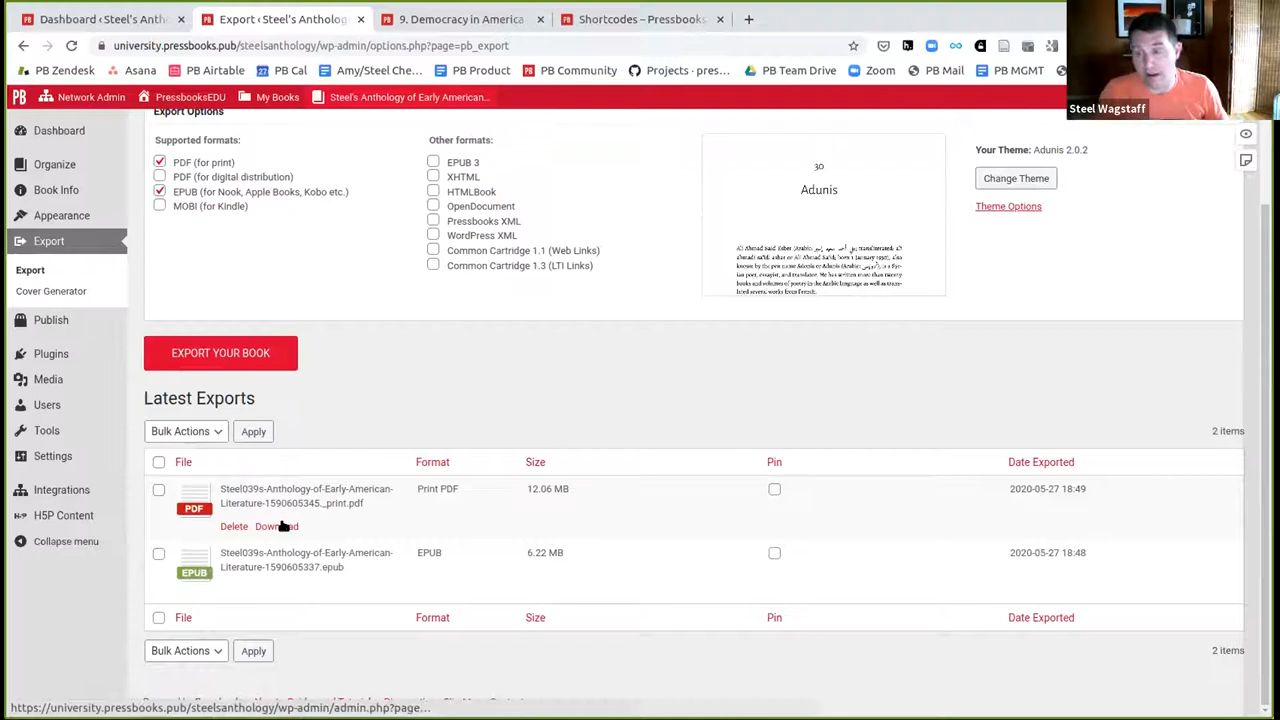 Dashboard ‹ Steel's Anth
Export ‹ Steel's Antholog
9. Democracy in America
Shortcodes – Pressbooks
university.pressbooks.pub/steelsanthology/wp-admin/options.php?page=pb_export
PB Zendesk
Asana
PB Airtable
PB Cal
Amy/Steel Che...
PB Product
PB Community
Projects · pres...
PB Team Drive
Zoom
PB Mail
PB MGMT
PB
Network Admin
PressbooksEDU
My Books
Steel's Anthology of Early American...
Steel Wagstaff
Dashboard
Organize
Book Info
Appearance
Export
Export
Cover Generator
Publish
Plugins
Media
Users
Tools
Settings
Integrations
H5P Content
Collapse menu
Export Options
Supported formats:
PDF (for print)
PDF (for digital distribution)
EPUB (for Nook, Apple Books, Kobo etc.)
MOBI (for Kindle)
Other formats:
EPUB 3
XHTML
HTMLBook
OpenDocument
Pressbooks XML
WordPress XML
Common Cartridge 1.1 (Web Links)
Common Cartridge 1.3 (LTI Links)
30
Adunis
Your Theme: Adunis 2.0.2
Change Theme
Theme Options
EXPORT YOUR BOOK
Latest Exports
Bulk Actions
Apply
2 items
File
Format
Size
Pin
Date Exported
PDF
Steel039s-Anthology-of-Early-American-
Literature-1590605345._print.pdf
Delete Download
Print PDF
12.06 MB
2020-05-27 18:49
EPUB
Steel039s-Anthology-of-Early-American-
Literature-1590605337.epub
EPUB
6.22 MB
2020-05-27 18:48
File
Format
Size
Pin
Date Exported
Bulk Actions
Apply
2 items
https://university.pressbooks.pub/steelsanthology/wp-admin/admin.php?page...